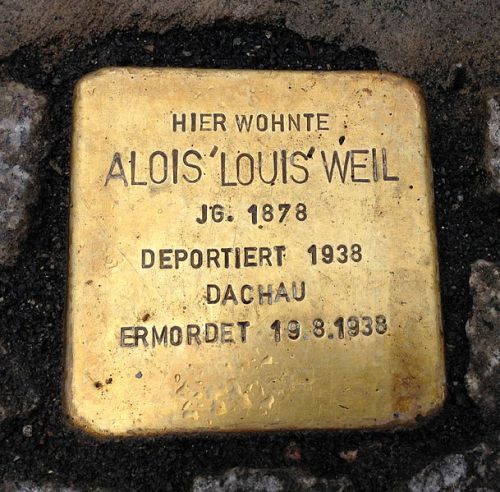 HIER WOHNTE
ALOIS 'LOUIS' WEIL
JG. 1878
DEPORTIERT 1938
DACHAU
ERMORDET 19.8.1938